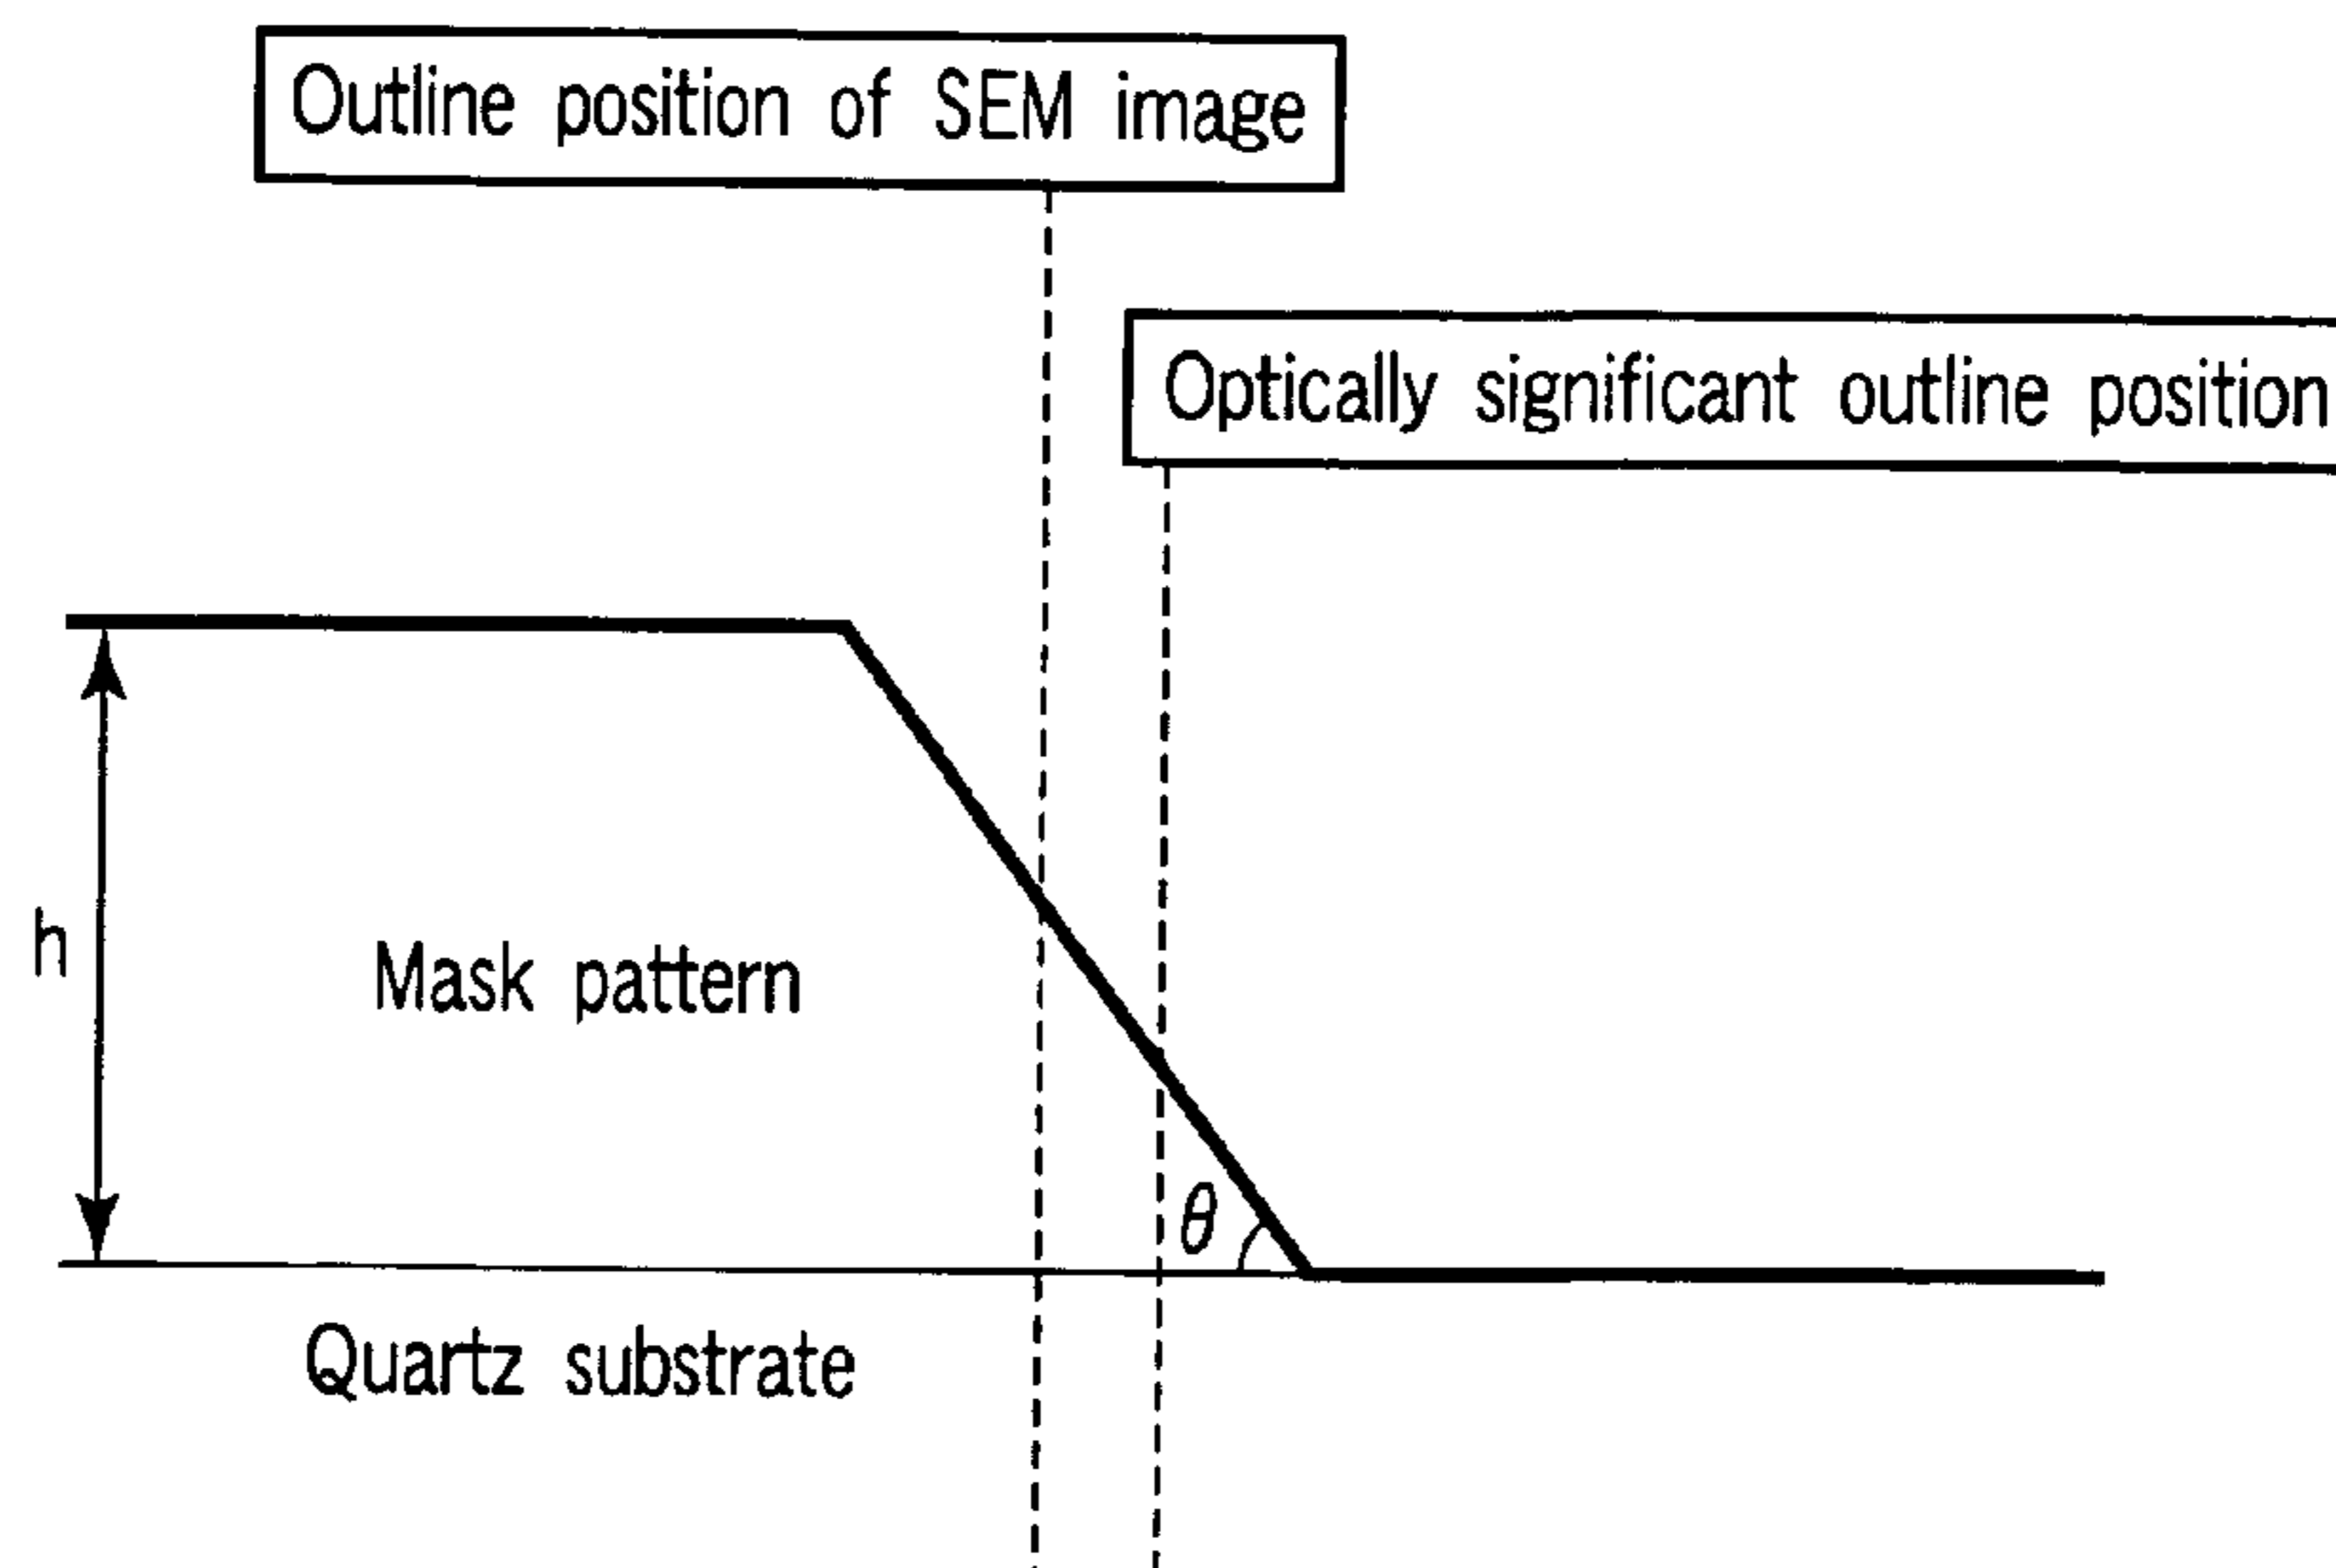 Outline position of SEM image
Optically significant outline position
h
Mask pattern
θ
Quartz substrate